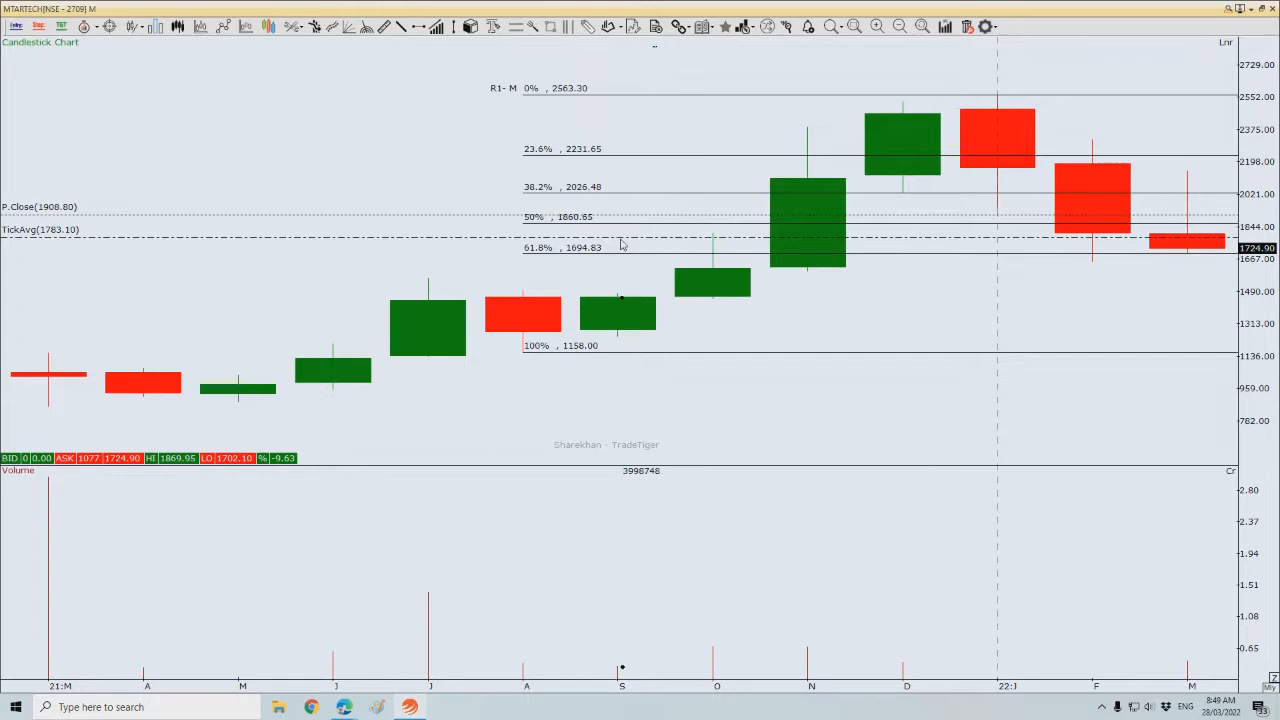 MTARTECH[NSE - 2709] M
Candlestick Chart
Lnr
R1- M 0% , 2563.30
23.6% , 2231.65
38.2% , 2026.48
50% , 1860.65
61.8% , 1694.83
100% , 1158.00
P.Close(1908.80)
TickAvg(1783.10)
2729.00
2552.00
2375.00
2198.00
2021.00
1844.00
1724.90
1667.00
1490.00
1313.00
1136.00
959.00
782.00
Sharekhan - TradeTiger
BID 0 0.00 ASK 1077 1724.90 HI 1869.95 LO 1702.10 % -9.63
Volume
3998748
Cr
2.80
2.37
1.94
1.51
1.08
0.65
21:M A M J J A S O N D 22:J F M
Z
Mly
Type here to search
ENG
8:49 AM
28/03/2022